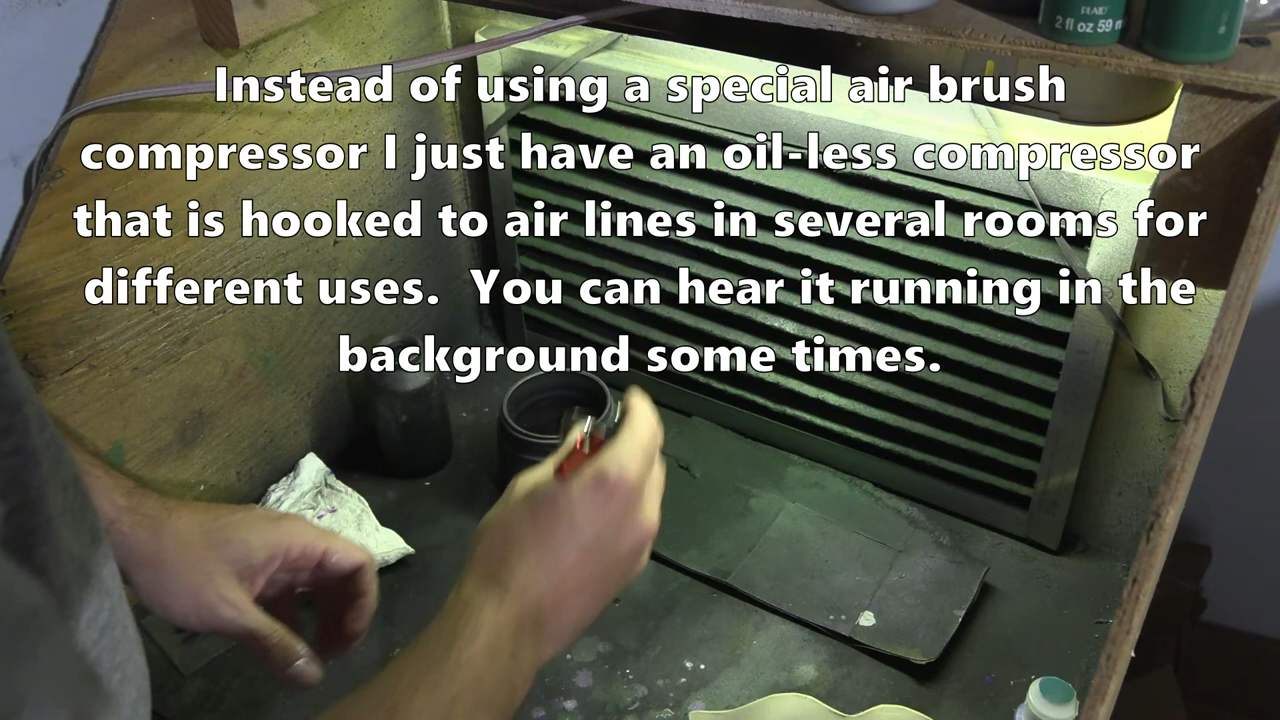 PLAID
2 fl oz 59 m
Instead of using a special air brush
compressor I just have an oil-less compressor
that is hooked to air lines in several rooms for
different uses.  You can hear it running in the
background some times.